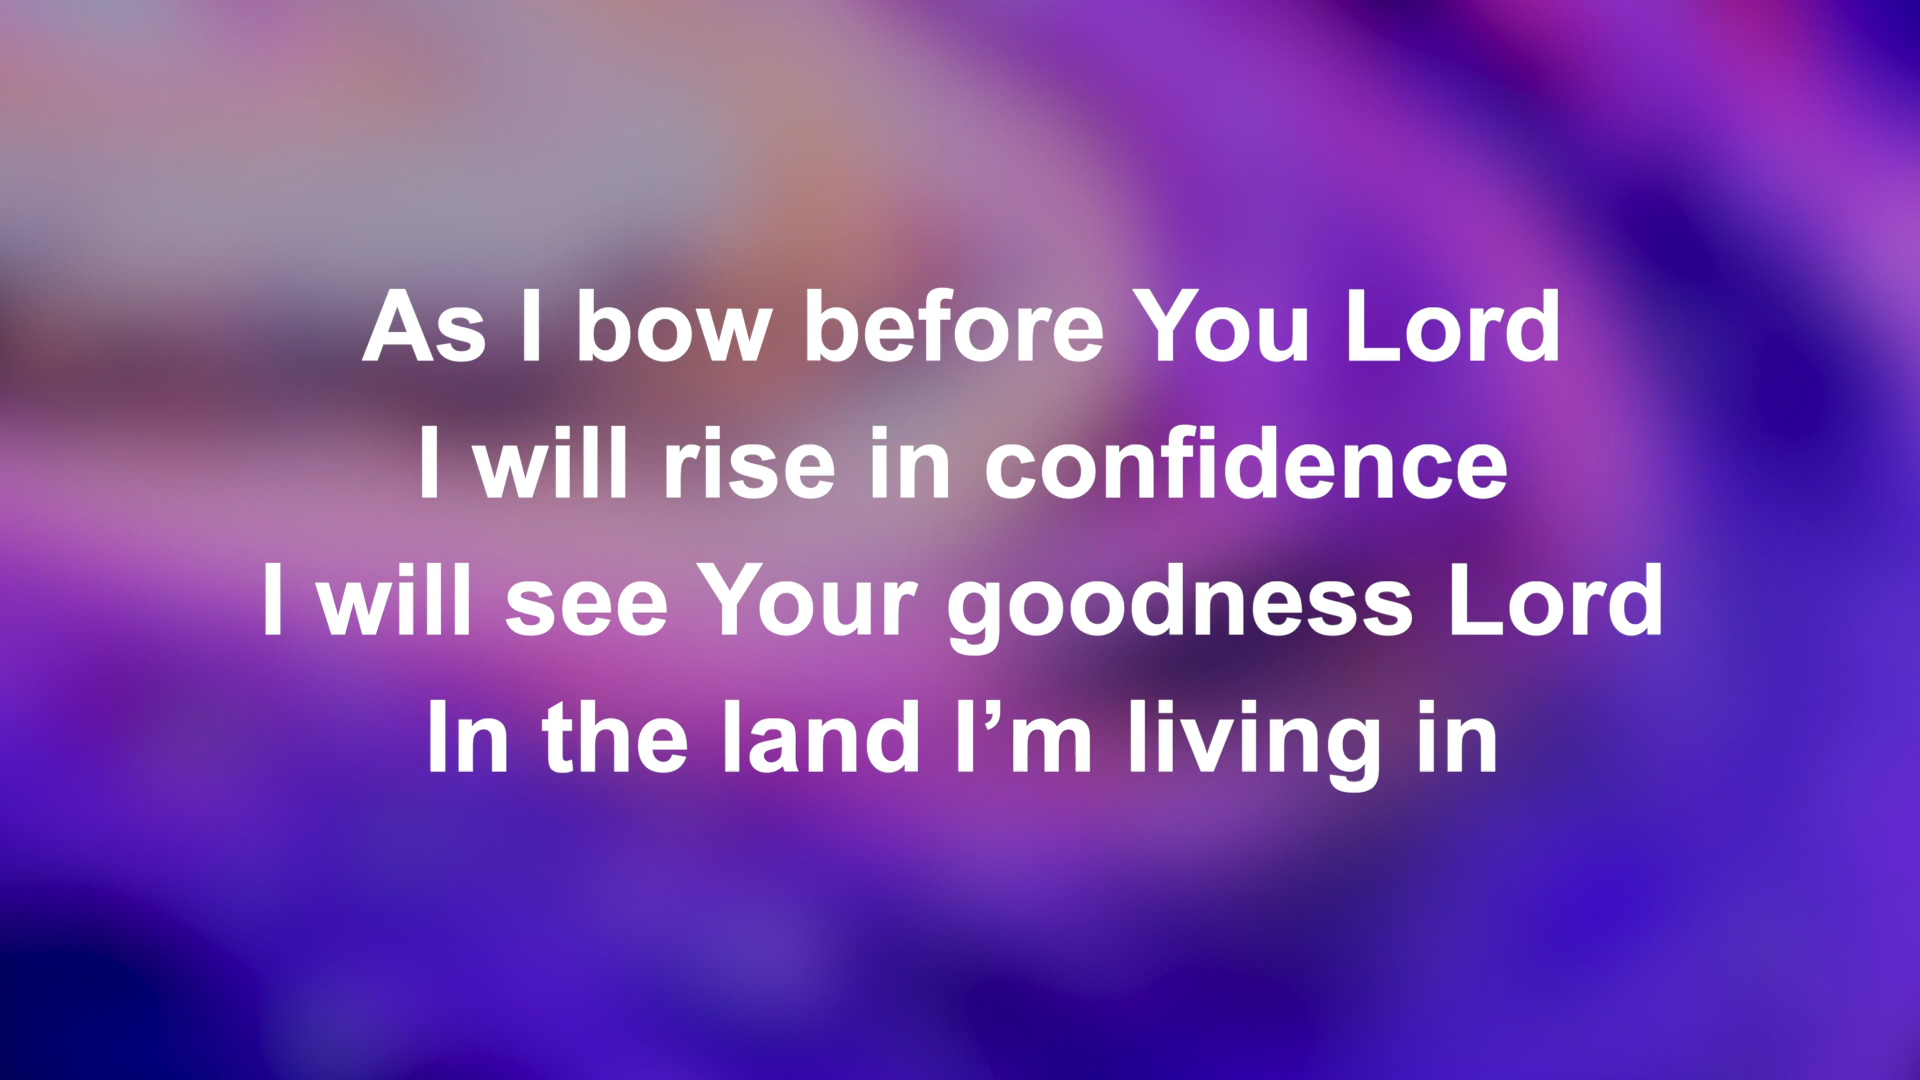 As I bow before You Lord
I will rise in confidence
I will see Your goodness Lord
In the land I’m living in